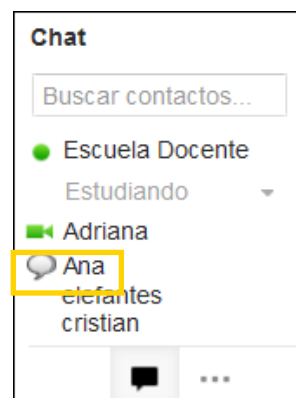 Chat
Buscar contactos...
Escuela Docente
Estudiando
Adriana
Ana
elefantes
cristian